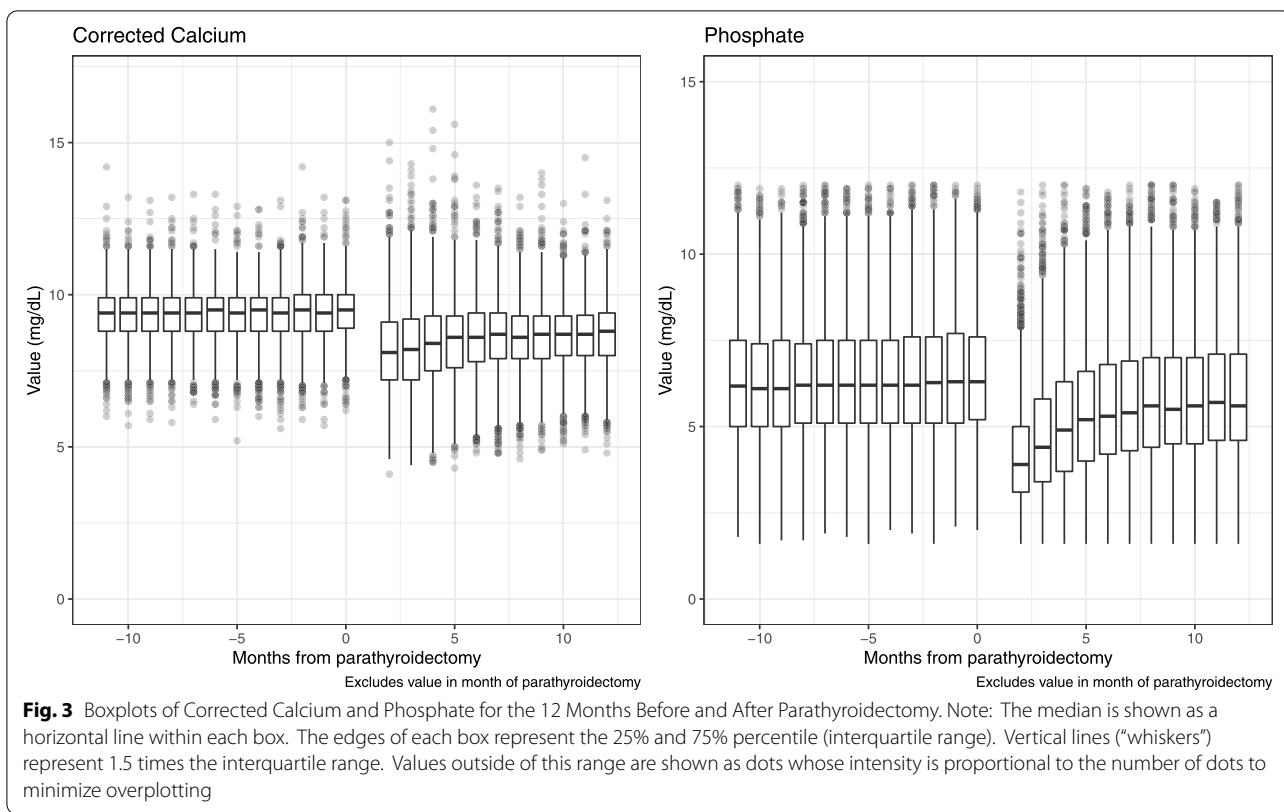 Corrected Calcium
Phosphate
15
10
5
0
Value (mg/dL)
−10
−5
0
5
10
Months from parathyroidectomy
Excludes value in month of parathyroidectomy
15
10
5
0
Value (mg/dL)
−10
−5
0
5
10
Months from parathyroidectomy
Excludes value in month of parathyroidectomy
Fig. 3 Boxplots of Corrected Calcium and Phosphate for the 12 Months Before and After Parathyroidectomy. Note: The median is shown as a
horizontal line within each box. The edges of each box represent the 25% and 75% percentile (interquartile range). Vertical lines (“whiskers”)
represent 1.5 times the interquartile range. Values outside of this range are shown as dots whose intensity is proportional to the number of dots to
minimize overplotting